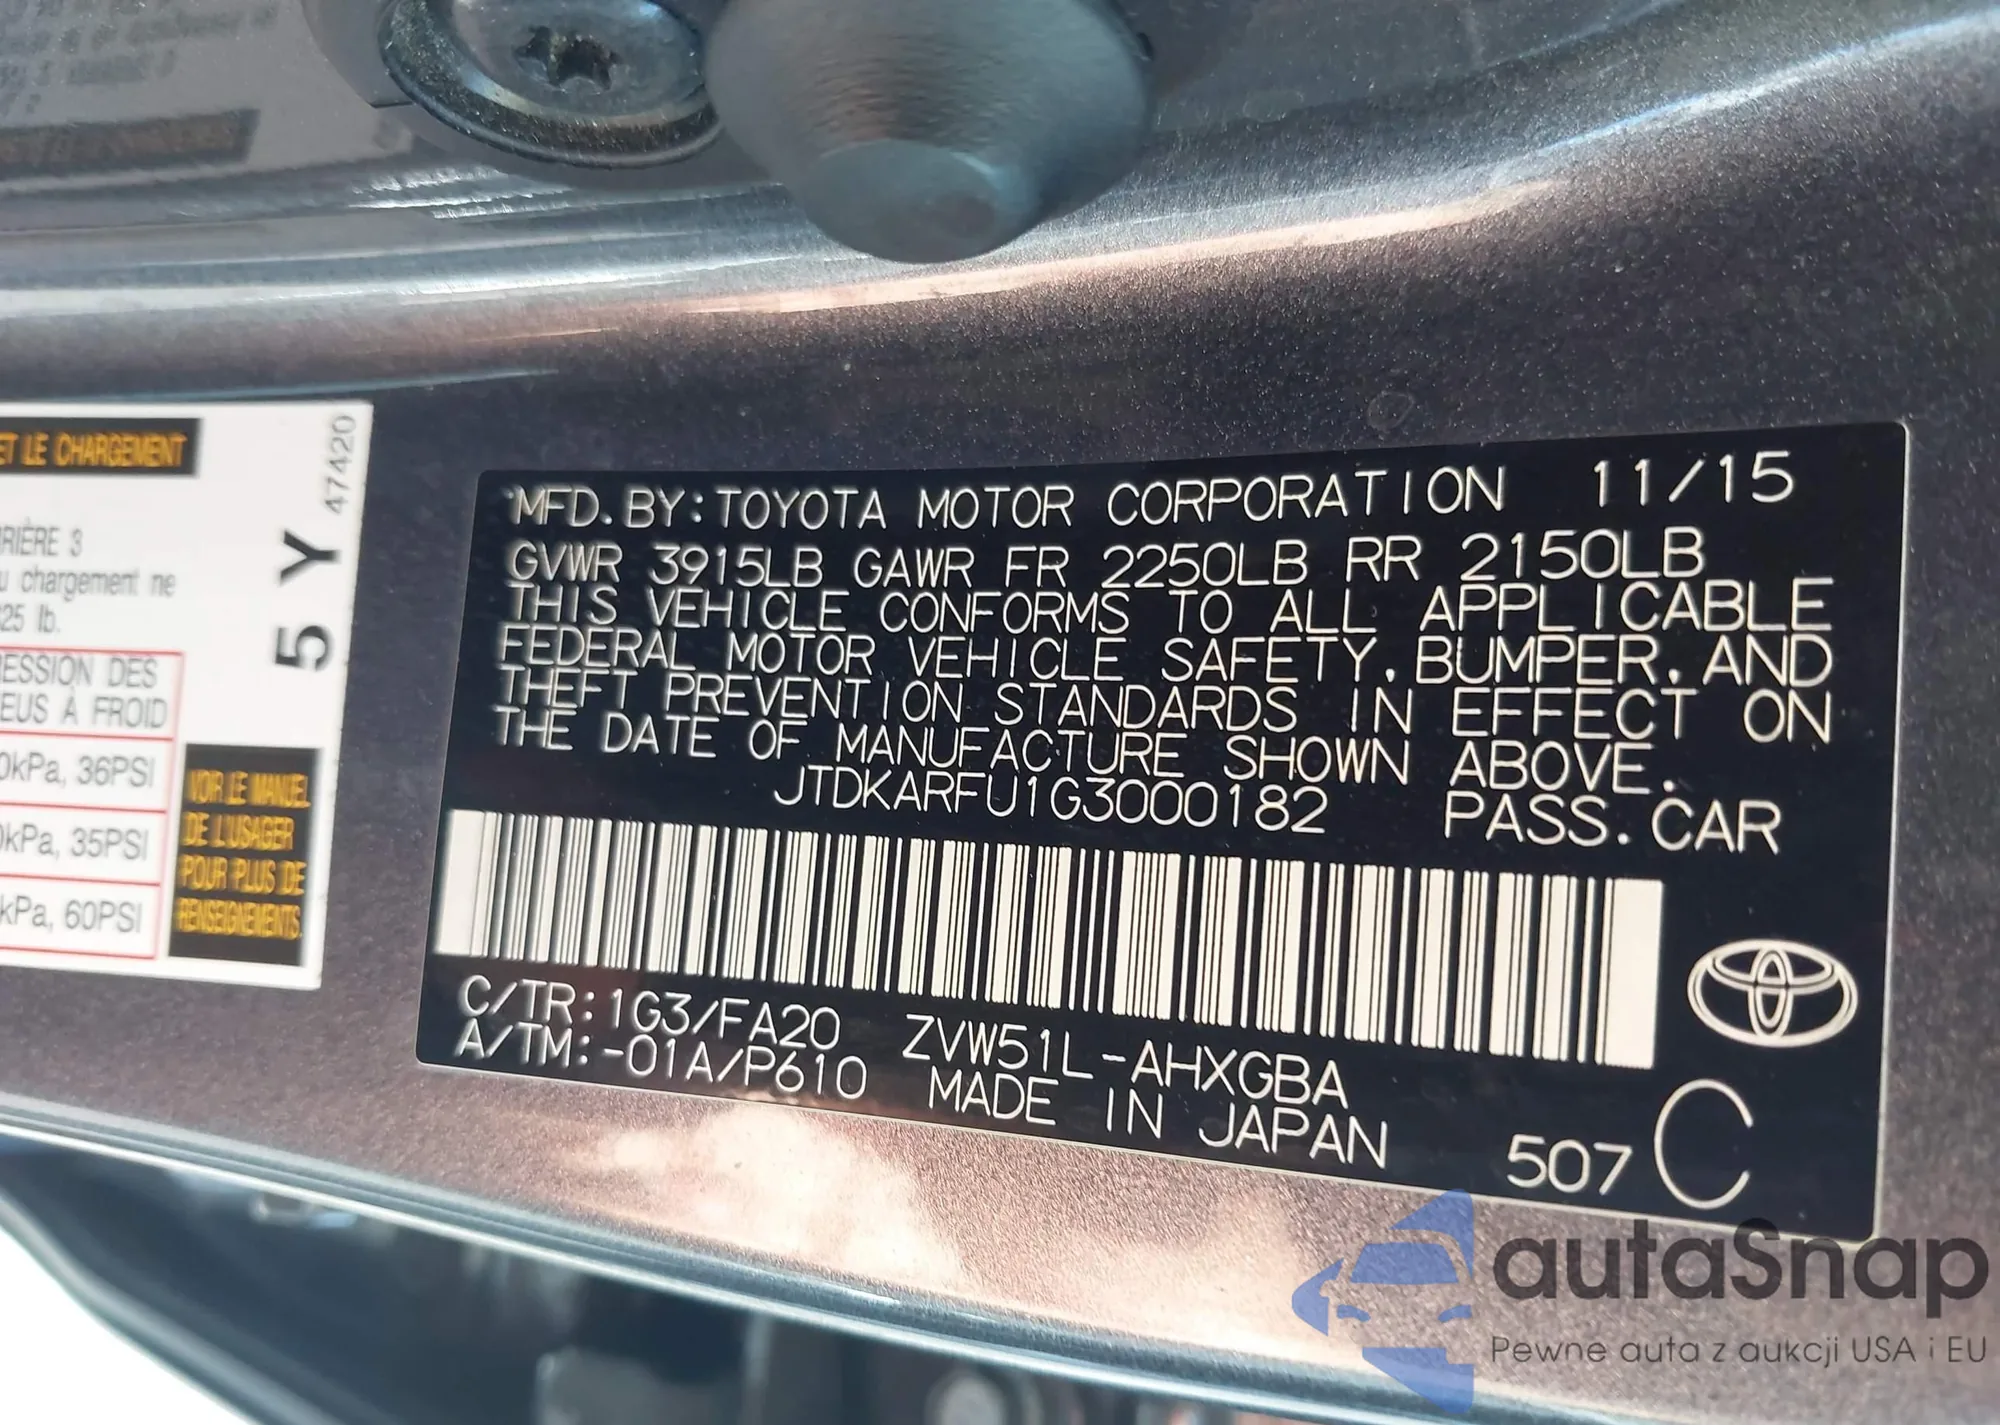 ET LE CHARGEMENT
RIÈRE 3
u chargement ne
825 lb.
ESSION DES
EUS À FROID
0kPa, 36PSI
0kPa, 35PSI
kPa, 60PSI
VOIR LE MANUEL
DE L'USAGER
POUR PLUS DE
RENSEIGNEMENTS.
5Y
47420
MFD. BY: TOYOTA MOTOR CORPORATION 11/15
GVWR 3915LB GAWR FR 2250LB RR 2150LB
THIS VEHICLE CONFORMS TO ALL APPLICABLE
FEDERAL MOTOR VEHICLE SAFETY, BUMPER, AND
THEFT PREVENTION STANDARDS IN EFFECT ON
THE DATE OF MANUFACTURE SHOWN ABOVE.
JTDKARFU1G3000182 PASS. CAR
C/TR: 1G3/FA20 ZVW51L-AHXGBA
A/TM: -01A/P610 MADE IN JAPAN
507 C
autaSnap
Pewne auta z aukcji USA i EU